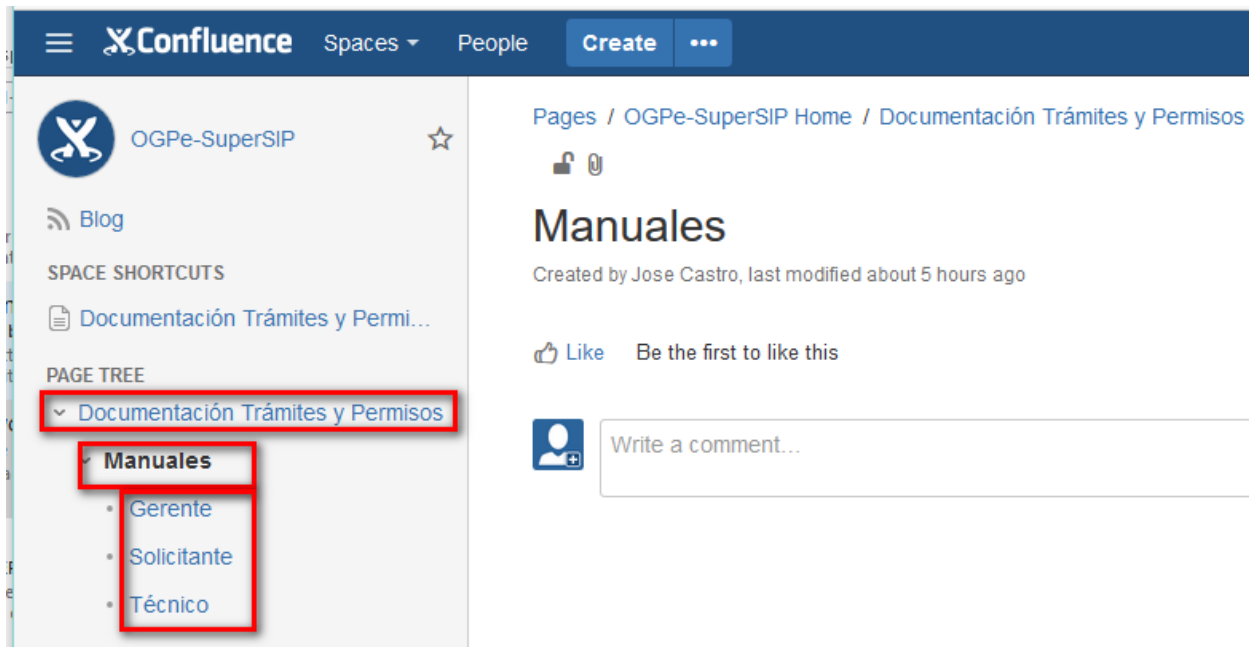 Confluence Spaces People Create •••
OGPe-SuperSIP
Blog
SPACE SHORTCUTS
Documentación Trámites y Permi...
PAGE TREE
Documentación Trámites y Permisos
Manuales
• Gerente
• Solicitante
• Técnico
Pages / OGPe-SuperSIP Home / Documentación Trámites y Permisos
Manuales
Created by Jose Castro, last modified about 5 hours ago
Like Be the first to like this
Write a comment...